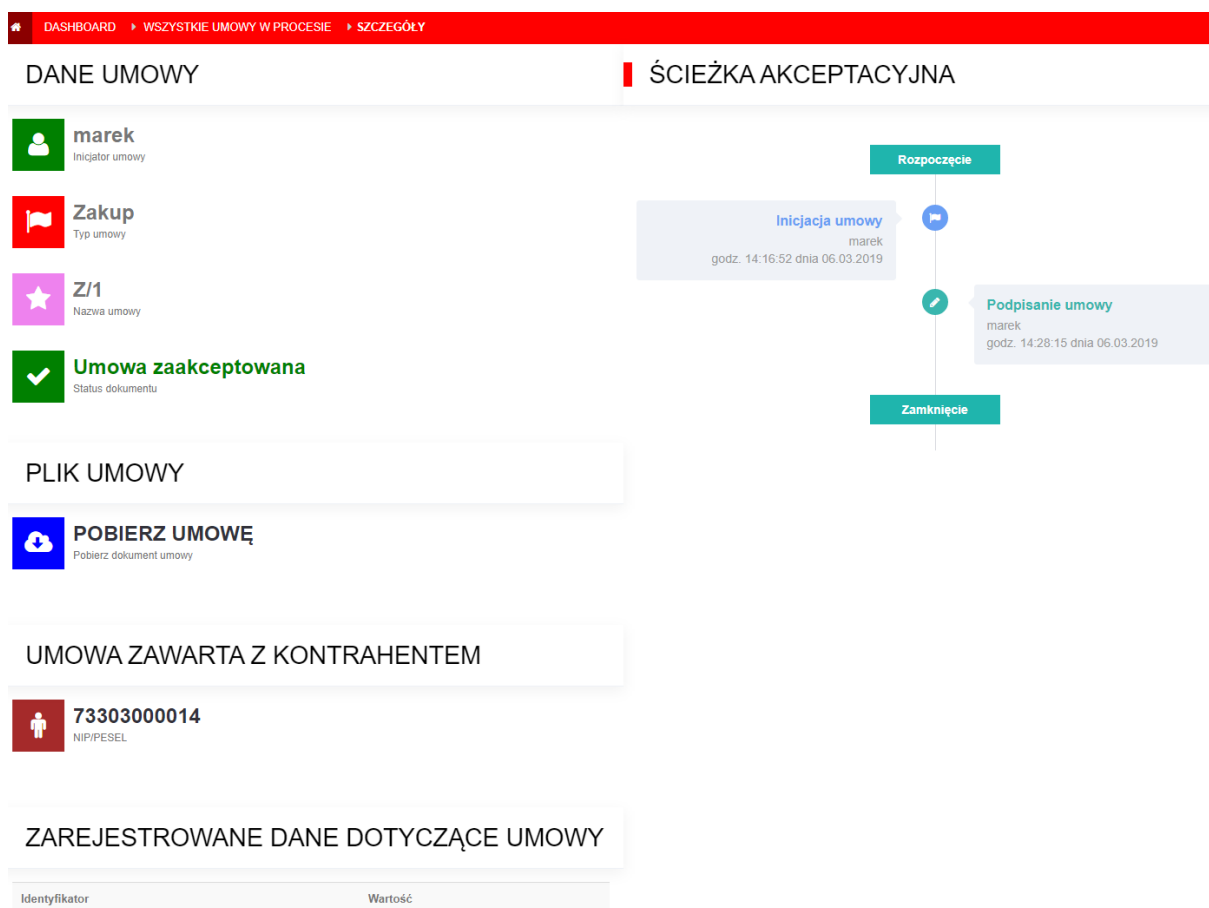 DASHBOARD WSZYSTKIE UMOWY W PROCESIE SZCZEGÓŁY
DANE UMOWY
marek
Inicjator umowy
Zakup
Typ umowy
Z/1
Nazwa umowy
Umowa zaakceptowana
Status dokumentu
PLIK UMOWY
POBIERZ UMOWĘ
Pobierz dokument umowy
UMOWA ZAWARTA Z KONTRAHENTEM
73303000014
NIP/PESEL
ZAREJESTROWANE DANE DOTYCZĄCE UMOWY
Identyfikator Wartość
ŚCIEŻKA AKCEPTACYJNA
Rozpoczęcie
Inicjacja umowy
marek
godz. 14:16:52 dnia 06.03.2019
Podpisanie umowy
marek
godz. 14:28:15 dnia 06.03.2019
Zamknięcie